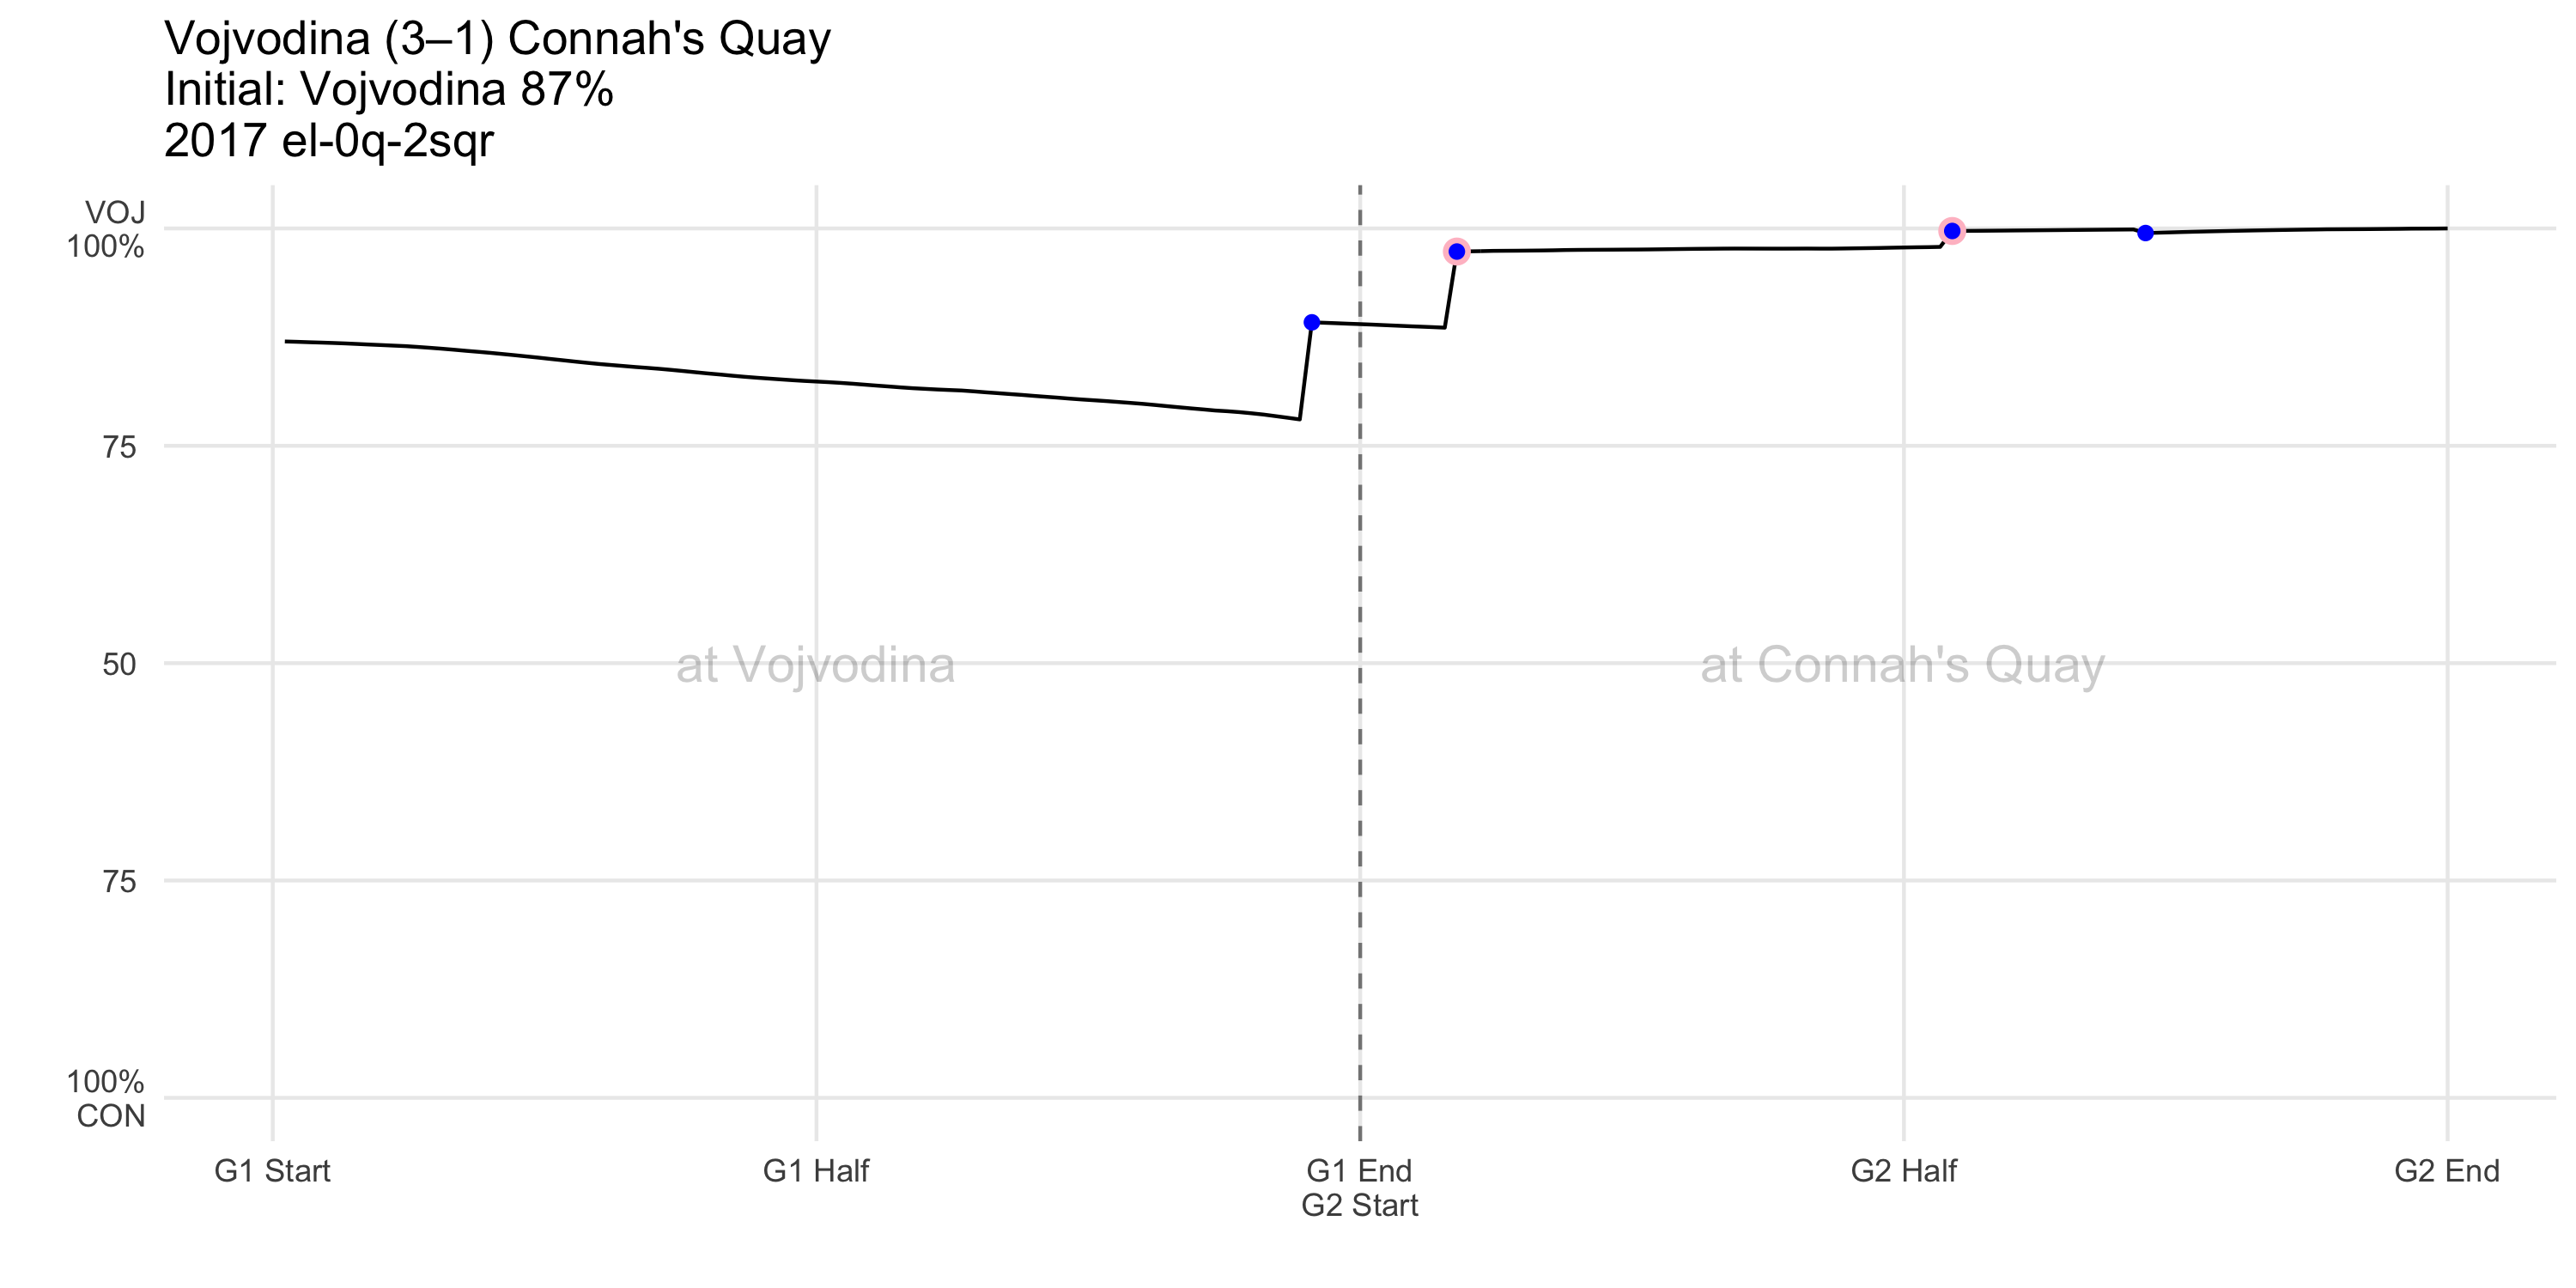 Vojvodina (3–1) Connah's Quay
Initial: Vojvodina 87%
2017 el-0q-2sqr
VOJ
100%
75
50
75
100%
CON
at Vojvodina
at Connah's Quay
G1 Start
G1 Half
G1 End
G2 Start
G2 Half
G2 End